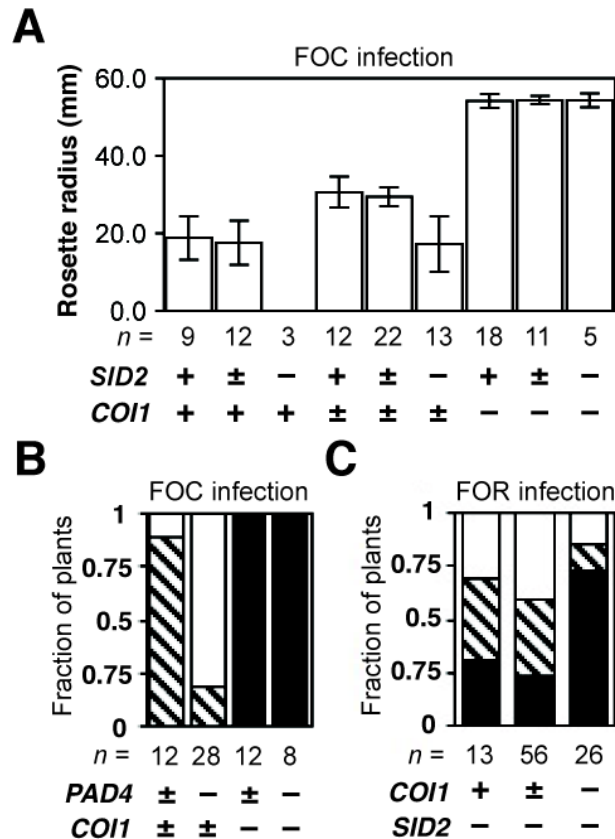 A
FOC infection
Rosette radius (mm)
60.0
40.0
20.0
0.0
n = 9 12 3 12 22 13 18 11 5
SID2 + ± − + ± − + ± −
COI1 + + + ± ± ± − − −
B
FOC infection
Fraction of plants
1
0.75
0.5
0.75
0
n = 12 28 12 8
PAD4 ± − ± −
COI1 ± ± − −
C
FOR infection
Fraction of plants
1
0.75
0.5
0.75
0
n = 13 56 26
COI1 + ± −
SID2 − − −